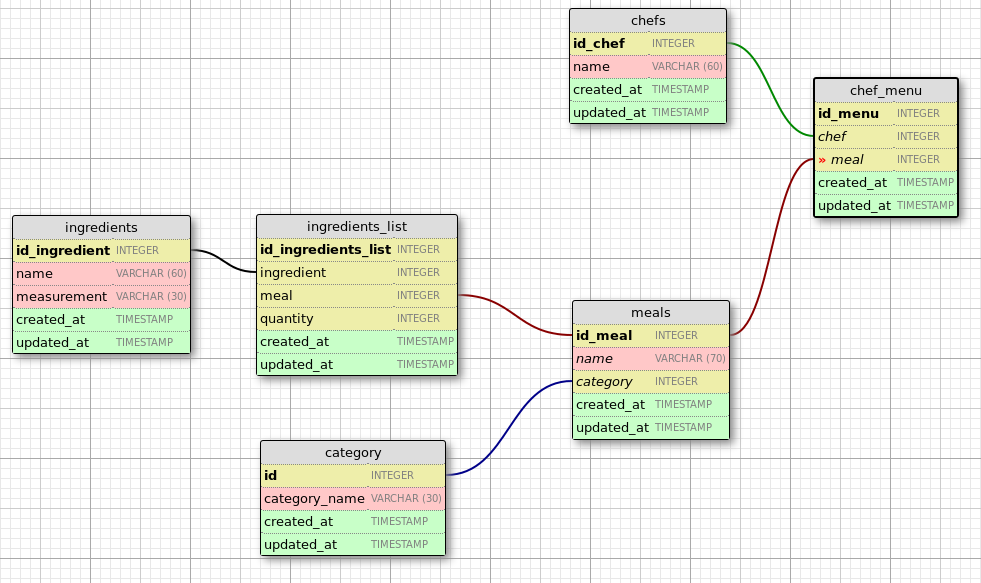 chefs
id_chef INTEGER
name VARCHAR (60)
created_at TIMESTAMP
updated_at TIMESTAMP
chef_menu
id_menu INTEGER
chef INTEGER
» meal INTEGER
created_at TIMESTAMP
updated_at TIMESTAMP
ingredients
id_ingredient INTEGER
name VARCHAR (60)
measurement VARCHAR (30)
created_at TIMESTAMP
updated_at TIMESTAMP
ingredients_list
id_ingredients_list INTEGER
ingredient INTEGER
meal INTEGER
quantity INTEGER
created_at TIMESTAMP
updated_at TIMESTAMP
meals
id_meal INTEGER
name VARCHAR (70)
category INTEGER
created_at TIMESTAMP
updated_at TIMESTAMP
category
id INTEGER
category_name VARCHAR (30)
created_at TIMESTAMP
updated_at TIMESTAMP